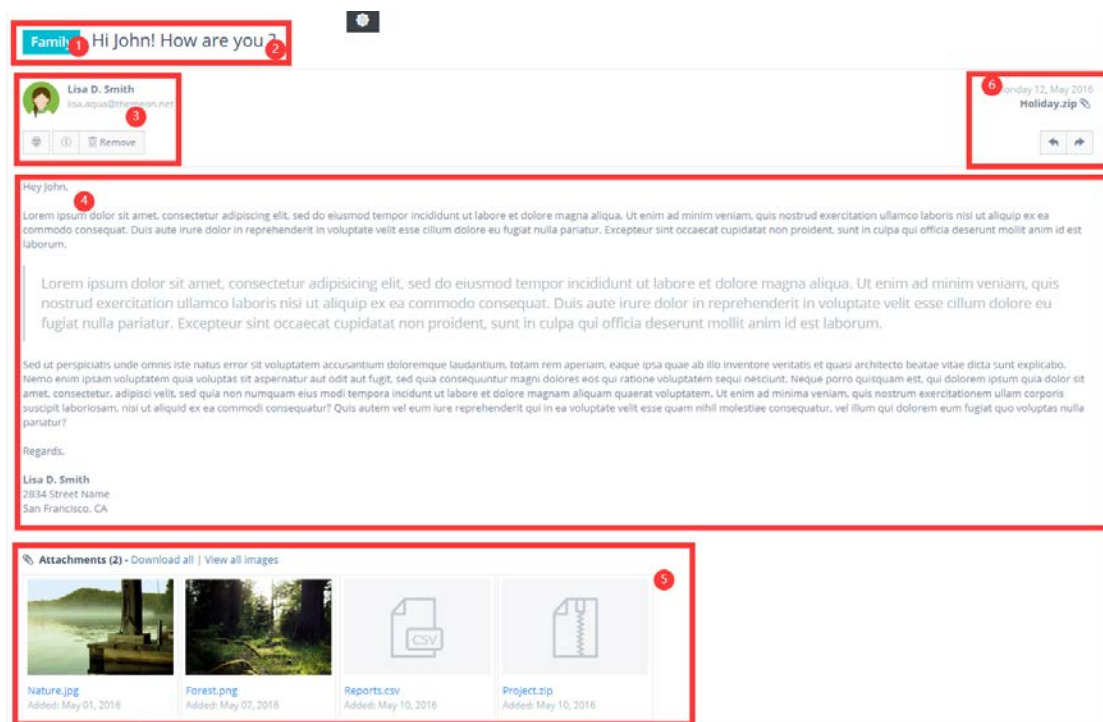 Family 1 Hi John! How are you ? 2
Lisa D. Smith
lisa.aqua@themeon.net
3
Remove
6 Monday 12, May 2016
Holiday.zip
Hey John,
4
Lorem ipsum dolor sit amet, consectetur adipiscing elit, sed do eiusmod tempor incididunt ut labore et dolore magna aliqua. Ut enim ad minim veniam, quis nostrud exercitation ullamco laboris nisi ut aliquip ex ea
commodo consequat. Duis aute irure dolor in reprehenderit in voluptate velit esse cillum dolore eu fugiat nulla pariatur. Excepteur sint occaecat cupidatat non proident, sunt in culpa qui officia deserunt mollit anim id est
laborum.
Lorem ipsum dolor sit amet, consectetur adipisicing elit, sed do eiusmod tempor incididunt ut labore et dolore magna aliqua. Ut enim ad minim veniam, quis
nostrud exercitation ullamco laboris nisi ut aliquip ex ea commodo consequat. Duis aute irure dolor in reprehenderit in voluptate velit esse cillum dolore eu
fugiat nulla pariatur. Excepteur sint occaecat cupidatat non proident, sunt in culpa qui officia deserunt mollit anim id est laborum.
Sed ut perspiciatis unde omnis iste natus error sit voluptatem accusantium doloremque laudantium, totam rem aperiam, eaque ipsa quae ab illo inventore veritatis et quasi architecto beatae vitae dicta sunt explicabo.
Nemo enim ipsam voluptatem quia voluptas sit aspernatur aut odit aut fugit, sed quia consequuntur magni dolores eos qui ratione voluptatem sequi nesciunt. Neque porro quisquam est, qui dolorem ipsum quia dolor sit
amet, consectetur, adipisci velit, sed quia non numquam eius modi tempora incidunt ut labore et dolore magnam aliquam quaerat voluptatem. Ut enim ad minima veniam, quis nostrum exercitationem ullam corporis
suscipit laboriosam, nisi ut aliquid ex ea commodi consequatur? Quis autem vel eum iure reprehenderit qui in ea voluptate velit esse quam nihil molestiae consequatur, vel illum qui dolorem eum fugiat quo voluptas nulla
pariatur?
Regards,
Lisa D. Smith
2834 Street Name
San Francisco, CA
Attachments (2) - Download all | View all images
5
CSV
Nature.jpg
Added: May 01, 2016
Forest.png
Added: May 07, 2016
Reports.csv
Added: May 10, 2016
Project.zip
Added: May 10, 2016